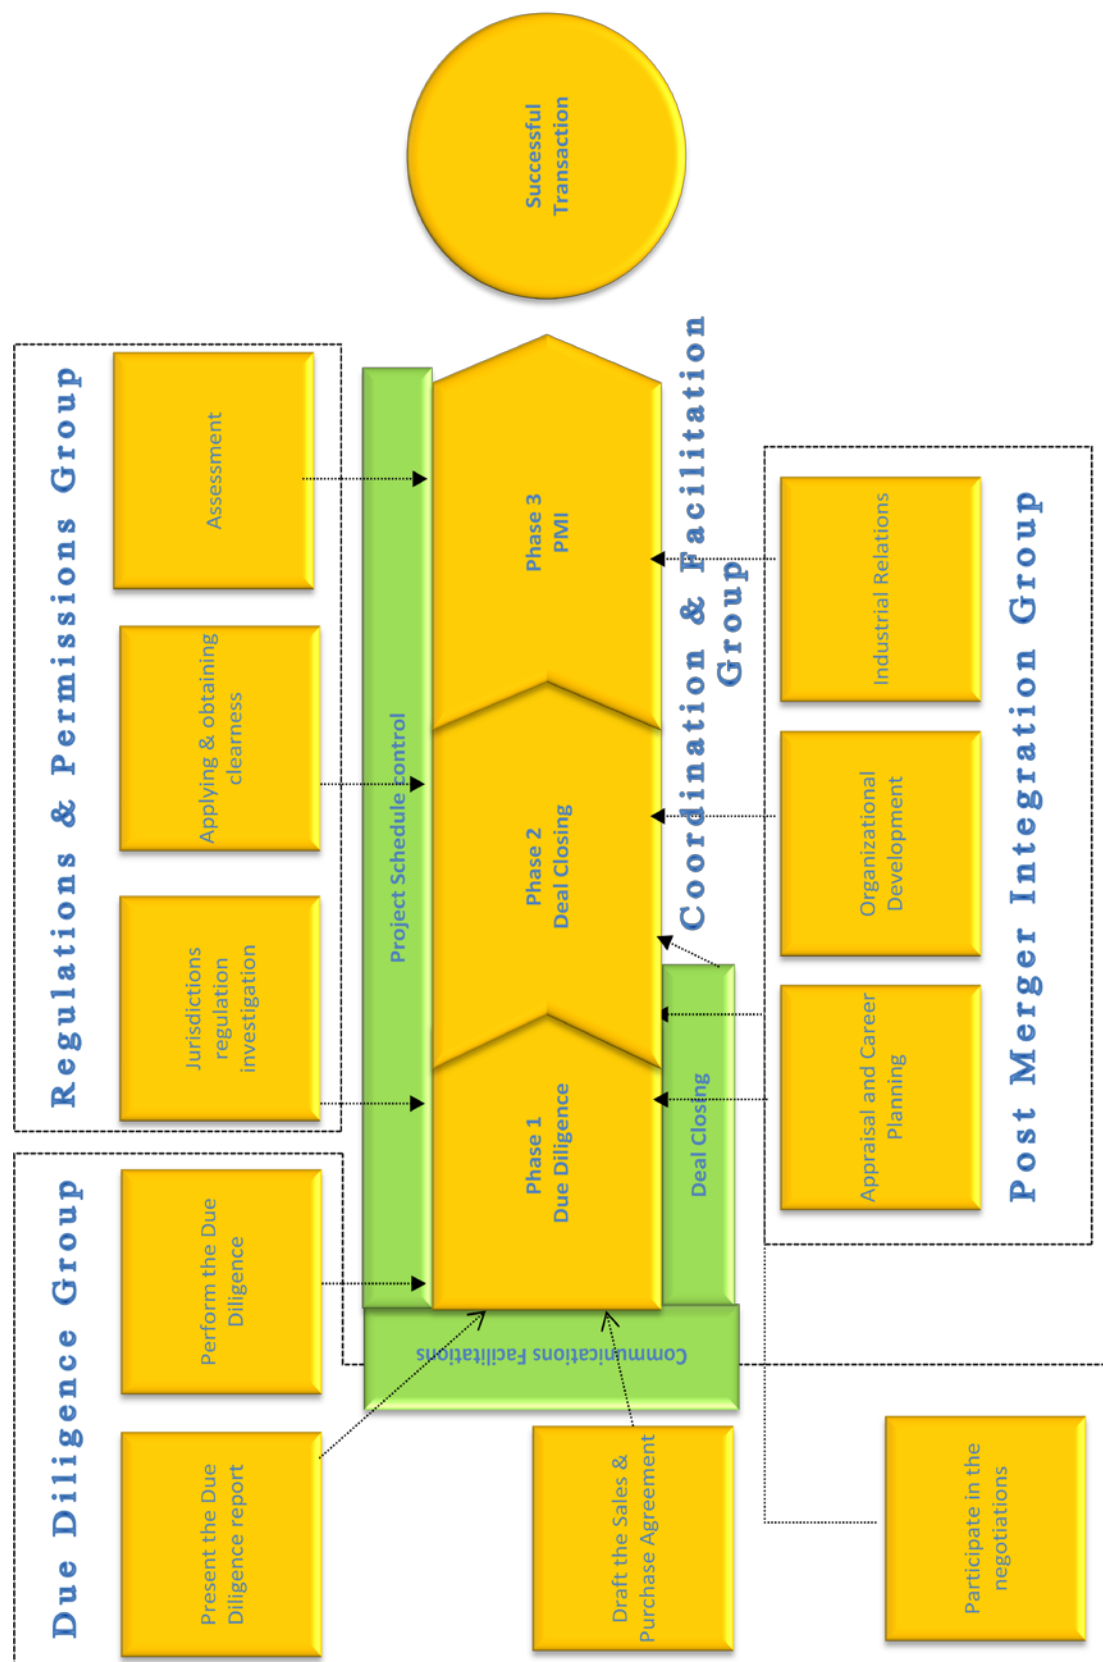 Due Diligence Group
Regulations & Permissions Group
Present the Due
Diligence report
Perform the Due
Diligence
Jurisdictions
regulation
investigation
Applying & obtaining
clearness
Assessment
Project Schedule control
Communications Facilitations
Phase 1
Due Diligence
Phase 2
Deal Closing
Phase 3
PMI
Successful
Transaction
Deal Closing
Coordination & Facilitation
Group
Draft the Sales &
Purchase Agreement
Participate in the
negotiations
Appraisal and Career
Planning
Organizational
Development
Industrial Relations
Post Merger Integration Group